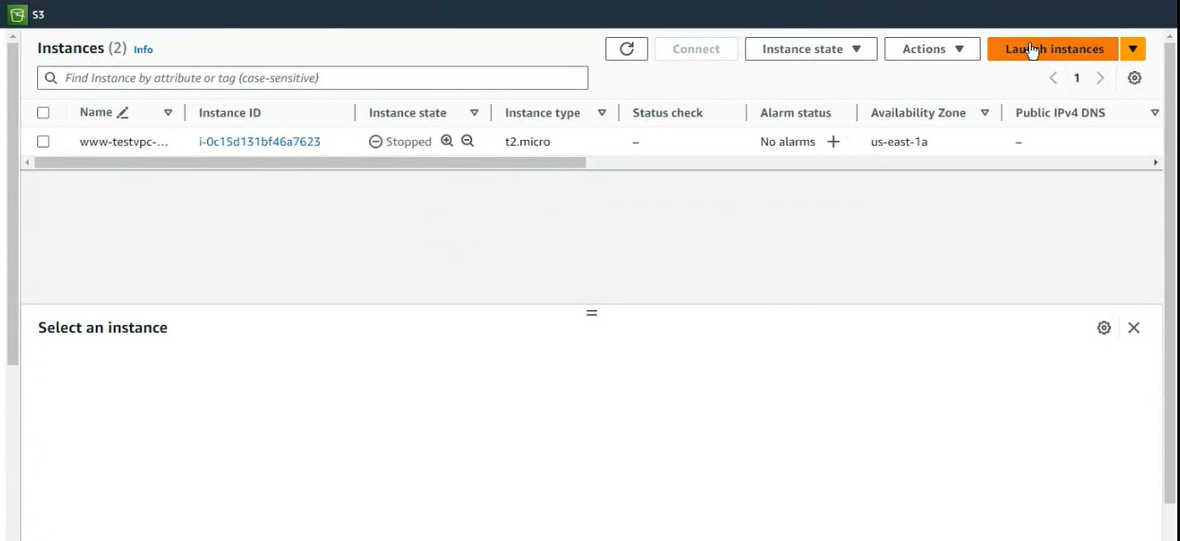 S3
Instances (2) Info
Connect
Instance state
Actions
instances
Find Instance by attribute or tag (case-sensitive)
1
Name
Instance ID
Instance state
Instance type
Status check
Alarm status
Availability Zone
Public IPv4 DNS
www-testvpc-...
i-0c15d131bf46a7623
Stopped
t2.micro
–
No alarms
us-east-1a
–
Select an instance